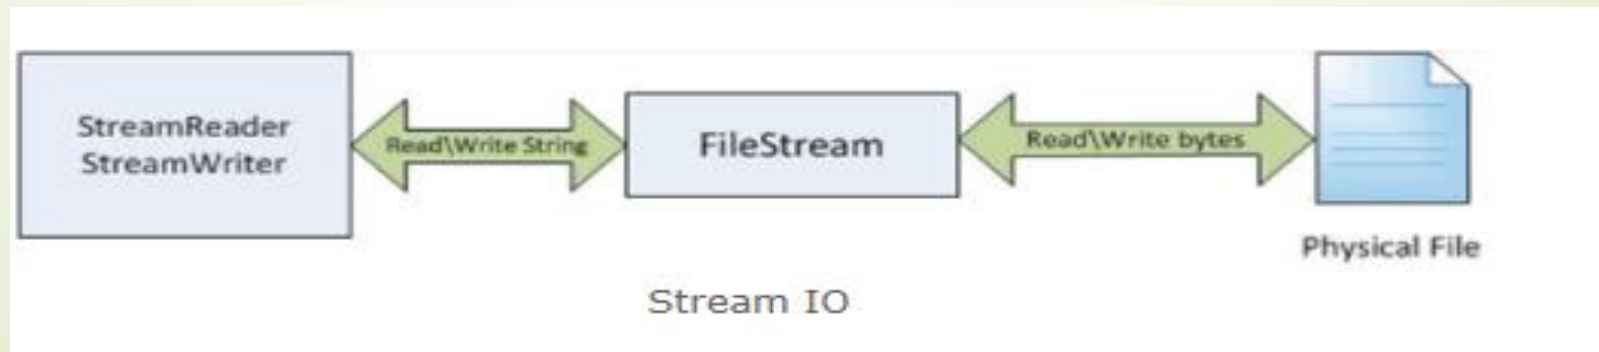 StreamReader
StreamWriter
Read\Write String
FileStream
Read\Write bytes
Physical File
Stream IO